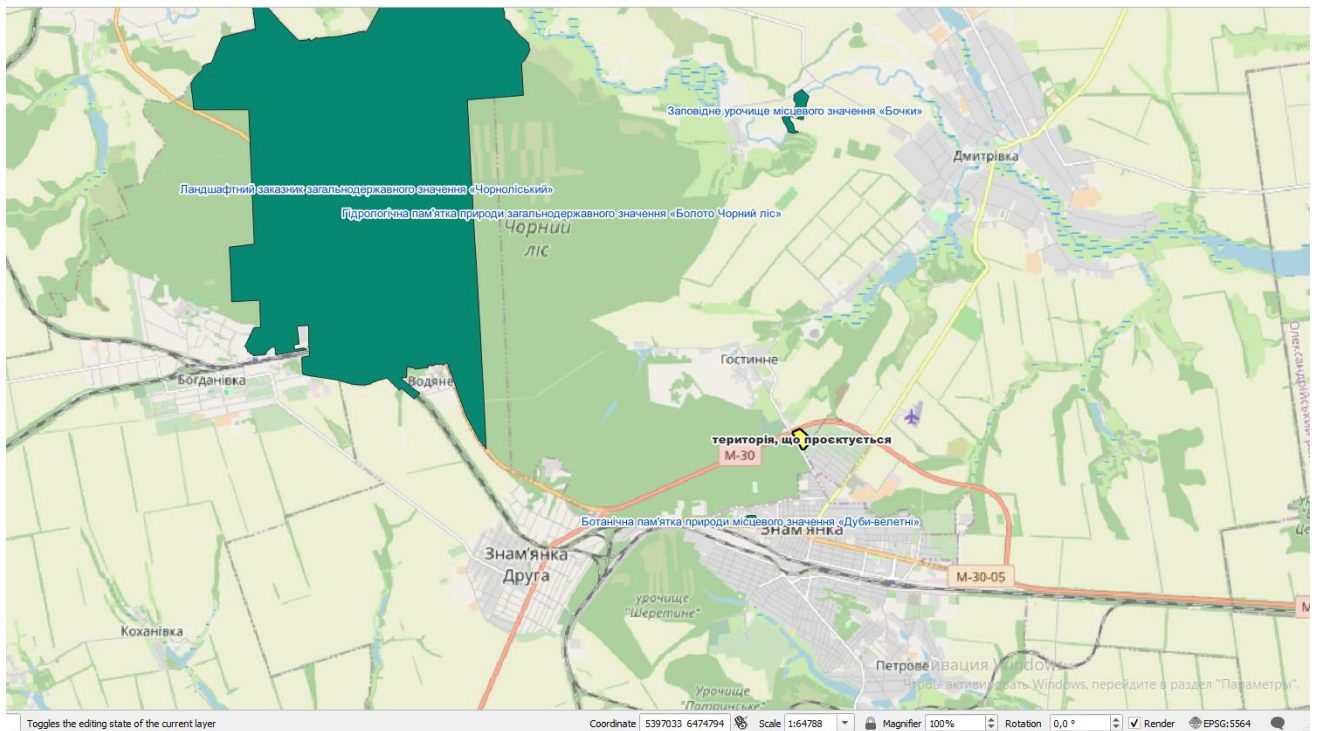 Заповідне урочище місцевого значення «Бочки»
Дмитрівка
Ландшафтний заказник загальнодержавного значення «Чорноліський»
Гідрологічна пам'ятка природи загальнодержавного значення «Болото Чорний ліс»
Чорний
ліс
Гостинне
Богданівка
Водяне
територія, що проєктується
М-30
Ботанічна пам'ятка природи місцевого значення «Дуби-велетні»
Знам'янка
Знам'янка
Друга
М-30-05
урочище
"Шеретине"
Коханівка
Петрове
Активация Windows
Чтобы активировать Windows, перейдите в раздел "Параметры".
Урочище
Toggles the editing state of the current layer
Coordinate 5397033 6474794 Scale 1:64788 Magnifier 100% Rotation 0,0 ° Render EPSG:5564